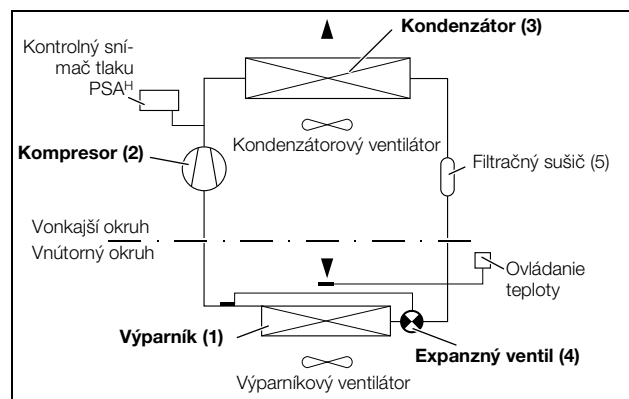 Kondenzátor (3)
Kontrolný sní-
mač tlaku
PSAᴴ
Kondenzátorový ventilátor
Kompresor (2)
Filtračný sušič (5)
Vonkajší okruh
Vnútorný okruh
Ovládanie
teploty
Výparník (1)
Expanzný ventil (4)
Výparníkový ventilátor